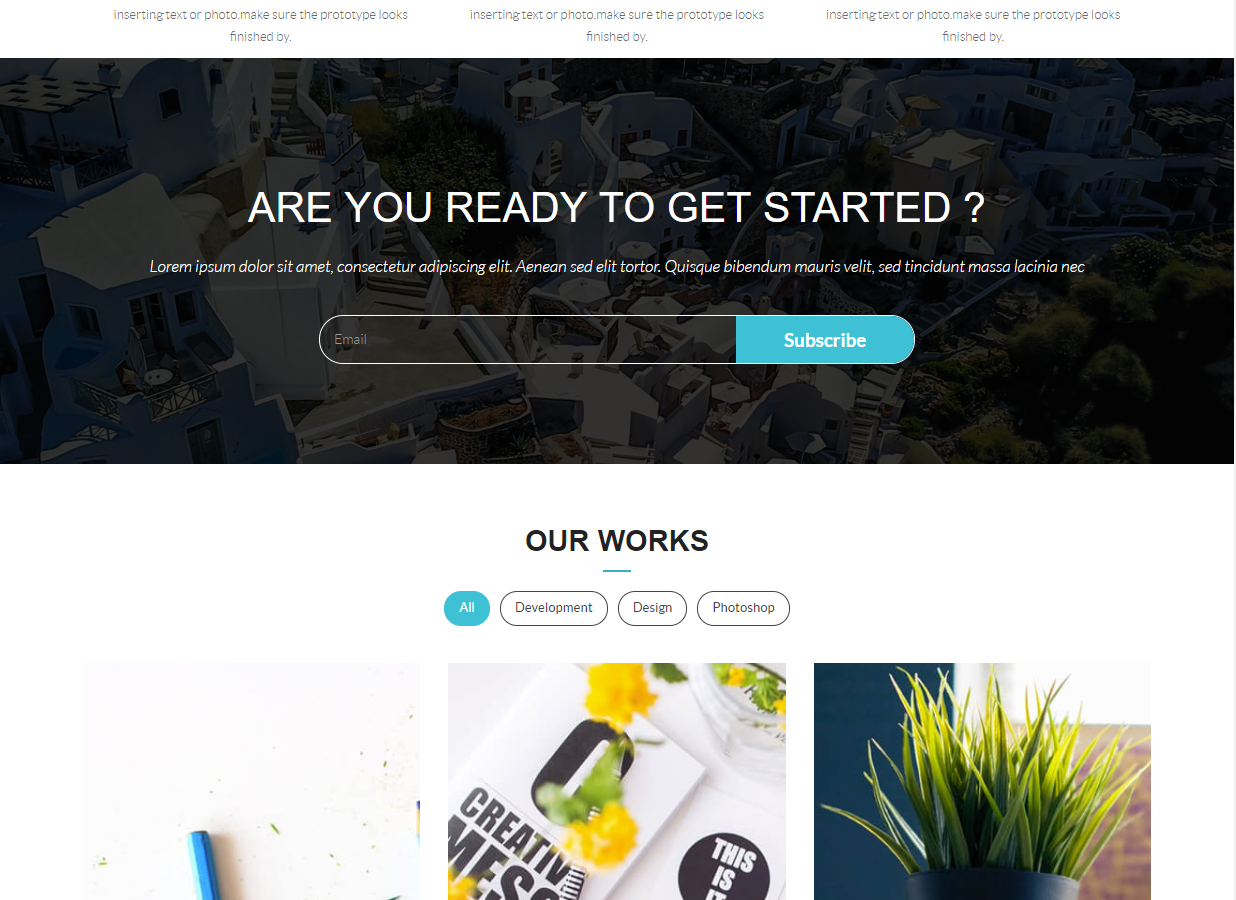 inserting text or photo.make sure the prototype looks
finished by.
inserting text or photo.make sure the prototype looks
finished by.
inserting text or photo.make sure the prototype looks
finished by.
ARE YOU READY TO GET STARTED ?
Lorem ipsum dolor sit amet, consectetur adipiscing elit. Aenean sed elit tortor. Quisque bibendum mauris velit, sed tincidunt massa lacinia nec
Email
Subscribe
OUR WORKS
All
Development
Design
Photoshop
CREATIV
MESS
THIS
IS